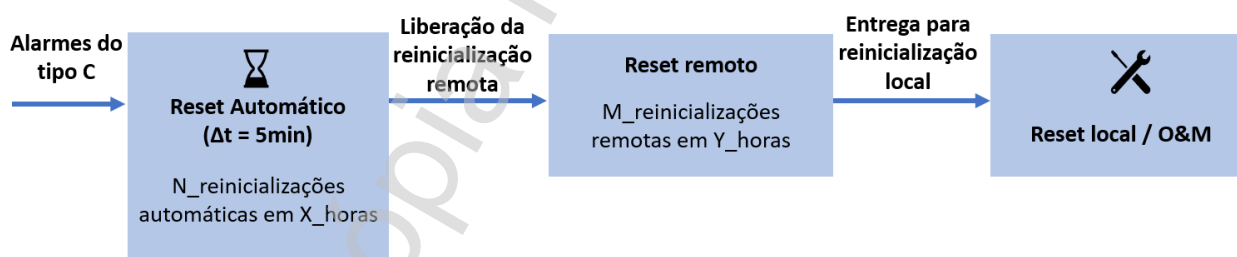 Alarmes do
tipo C
Reset Automático
(Δt = 5min)
N_reinicializações
automáticas em X_horas
Liberação da
reinicialização
remota
Reset remoto
M_reinicializações
remotas em Y_horas
Entrega para
reinicialização
local
Reset local / O&M